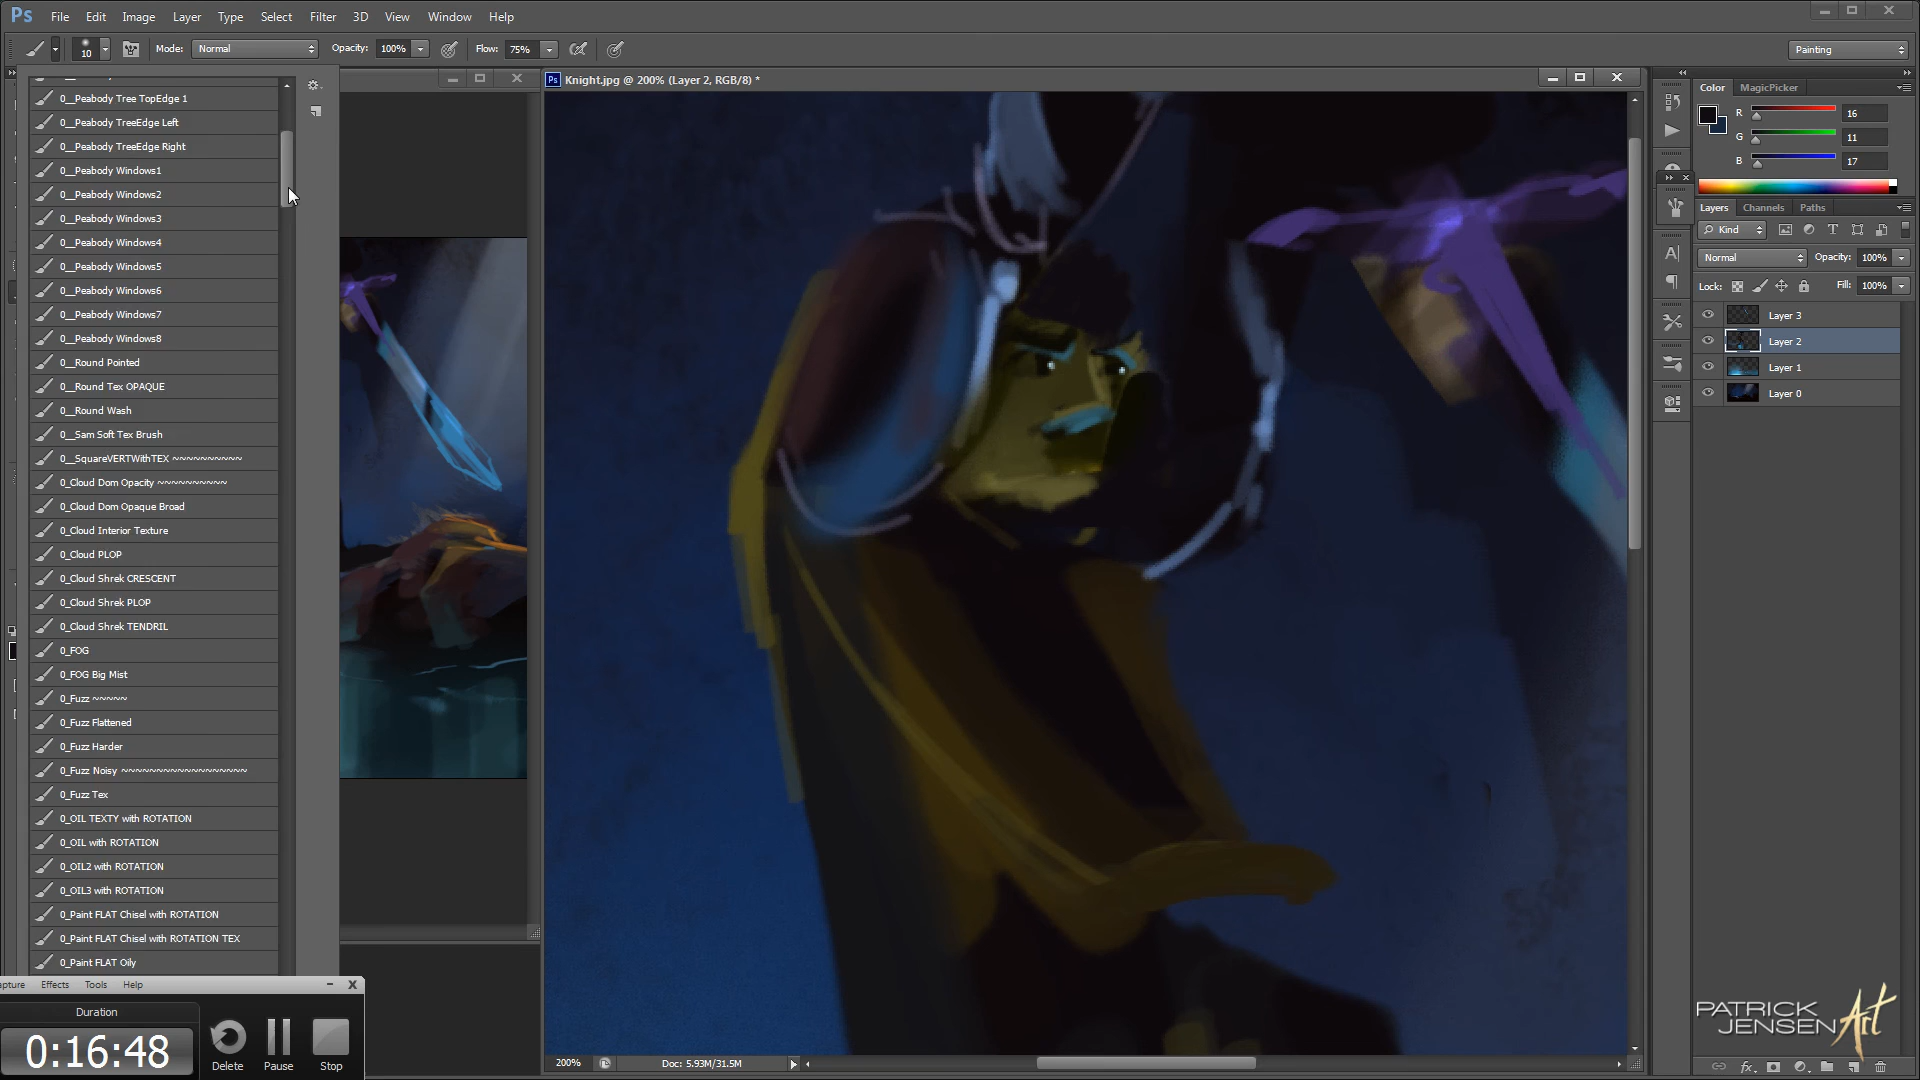 Ps File Edit Image Layer Type Select Filter 3D View Window Help
10 Mode: Normal Opacity: 100% Flow: 75% Painting
Ps Knight.jpg @ 200% (Layer 2, RGB/8) *
0__Peabody Tree TopEdge 1
0__Peabody TreeEdge Left
0__Peabody TreeEdge Right
0__Peabody Windows1
0__Peabody Windows2
0__Peabody Windows3
0__Peabody Windows4
0__Peabody Windows5
0__Peabody Windows6
0__Peabody Windows7
0__Peabody Windows8
0__Round Pointed
0__Round Tex OPAQUE
0__Round Wash
0__Sam Soft Tex Brush
0__SquareVERTWithTEX ~~~~~~~~~~
0_Cloud Dom Opacity ~~~~~~~~~~
0_Cloud Dom Opaque Broad
0_Cloud Interior Texture
0_Cloud PLOP
0_Cloud Shrek CRESCENT
0_Cloud Shrek PLOP
0_Cloud Shrek TENDRIL
0_FOG
0_FOG Big Mist
0_Fuzz ~~~~~
0_Fuzz Flattened
0_Fuzz Harder
0_Fuzz Noisy ~~~~~~~~~~~~~~~~~~
0_Fuzz Tex
0_OIL TEXTY with ROTATION
0_OIL with ROTATION
0_OIL2 with ROTATION
0_OIL3 with ROTATION
0_Paint FLAT Chisel with ROTATION
0_Paint FLAT Chisel with ROTATION TEX
0_Paint FLAT Oily
apture Effects Tools Help
Duration
0:16:48
Delete Pause Stop
200% Doc: 5.93M/31.5M
Color MagicPicker
R 16
G 11
B 17
Layers Channels Paths
Kind
Normal Opacity: 100%
Lock: Fill: 100%
Layer 3
Layer 2
Layer 1
Layer 0
PATRICK
JENSEN Art